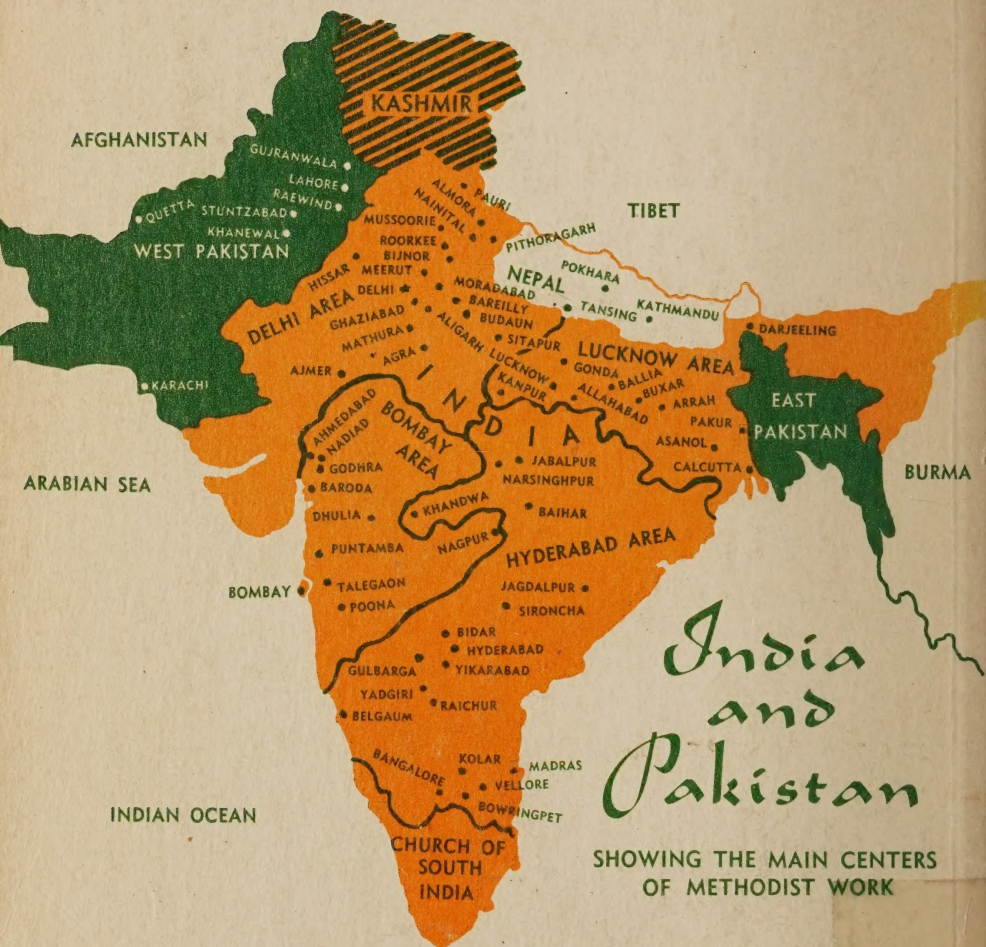 KASHMIR
AFGHANISTAN
GUJRANWALA
LAHORE
RAEWIND
QUETTA
STUNTZABAD
KHANEWAL
WEST PAKISTAN
KARACHI
TIBET
ALMORA
PAURI
NAINITAL
MUSSOORIE
ROORKEE
BIJNOR
PITHORAGARH
HISSAR
MEERUT
DELHI
DELHI AREA
MORADABAD
NEPAL
POKHARA
TANSING
KATHMANDU
GHAZIABAD
BAREILLY
BUDAUN
MATHURA
ALIGARH
SITAPUR
AGRA
LUCKNOW
LUCKNOW AREA
DARJEELING
AJMER
KANPUR
GONDA
BALLIA
BUXAR
ALLAHABAD
ARRAH
PAKUR
ASANOL
CALCUTTA
EAST
PAKISTAN
BURMA
INDIA
AHMEDABAD
NADIAD
BOMBAY
AREA
GODHRA
BARODA
JABALPUR
NARSINGHPUR
ARABIAN SEA
DHULIA
KHANDWA
BAIHAR
PUNTAMBA
NAGPUR
HYDERABAD AREA
BOMBAY
TALEGAON
POONA
JAGDALPUR
SIRONCHA
BIDAR
HYDERABAD
GULBARGA
YIKARABAD
YADGIRI
RAICHUR
BELGAUM
BANGALORE
KOLAR
MADRAS
VELLORE
BOWRINGPET
INDIAN OCEAN
CHURCH OF
SOUTH
INDIA
India
and
Pakistan
SHOWING THE MAIN CENTERS
OF METHODIST WORK